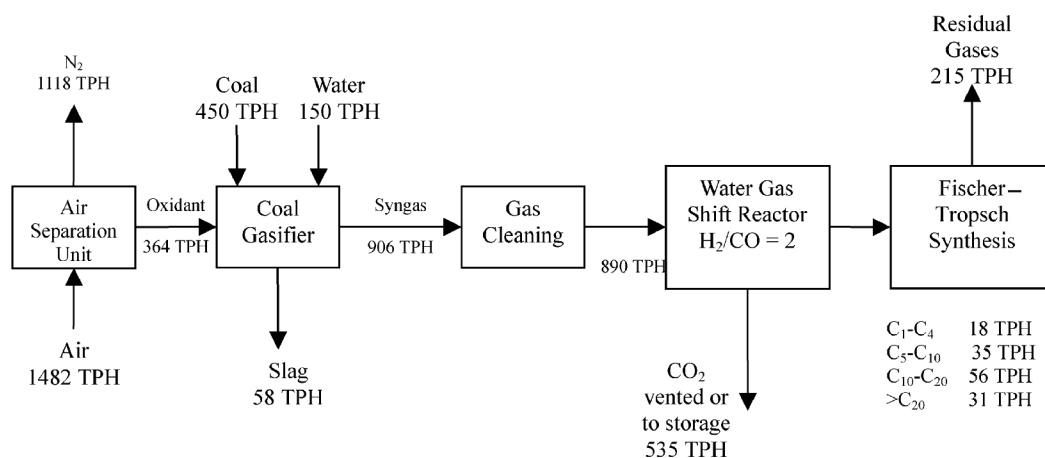 N₂
1118 TPH
Coal
450 TPH
Water
150 TPH
Residual
Gases
215 TPH
Air
Separation
Unit
Oxidant
364 TPH
Coal
Gasifier
Syngas
906 TPH
Gas
Cleaning
890 TPH
Water Gas
Shift Reactor
H₂/CO = 2
Fischer–
Tropsch
Synthesis
Air
1482 TPH
Slag
58 TPH
CO₂
vented or
to storage
535 TPH
C₁-C₄ 18 TPH
C₅-C₁₀ 35 TPH
C₁₀-C₂₀ 56 TPH
>C₂₀ 31 TPH